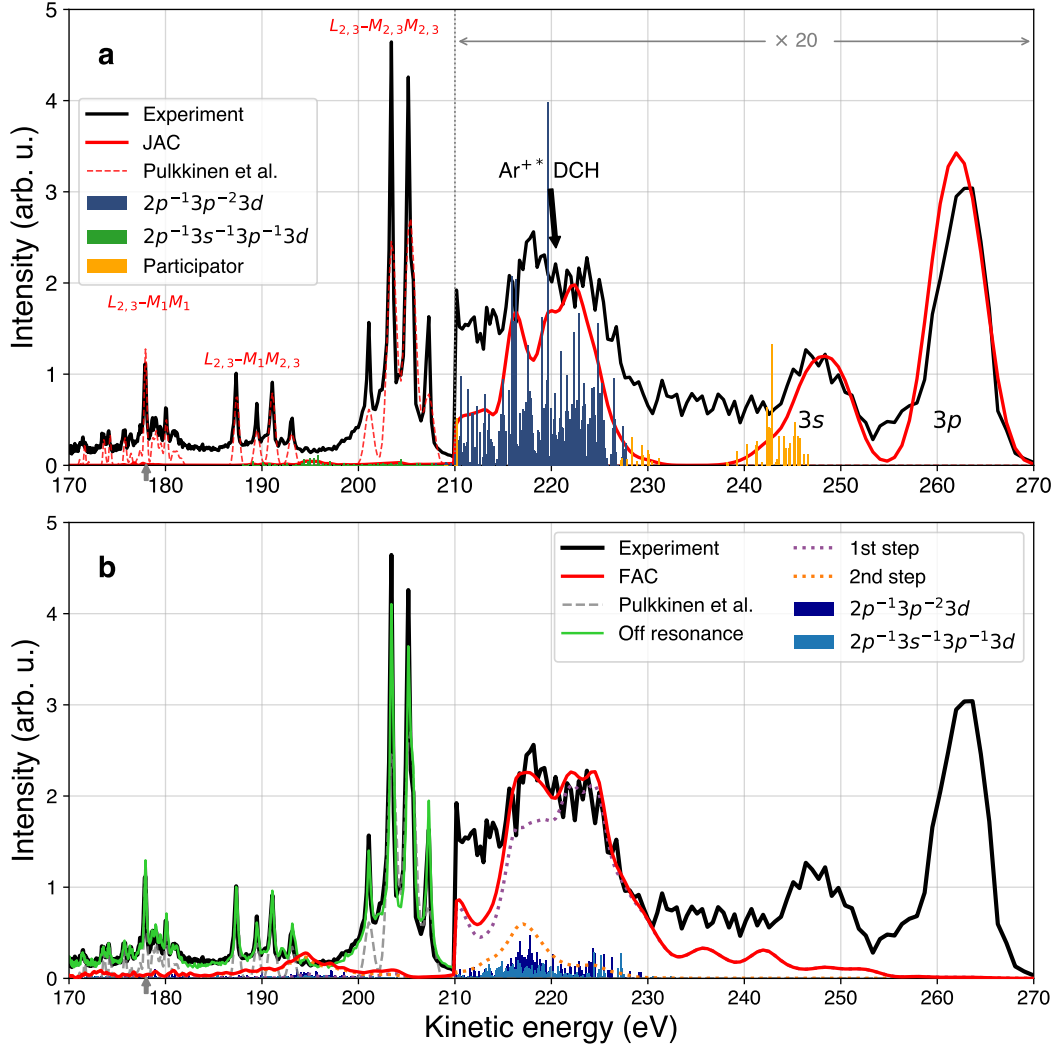 a
L2,3–M2,3M2,3
× 20
Experiment
JAC
Pulkkinen et al.
2p⁻¹3p⁻²3d
2p⁻¹3s⁻¹3p⁻¹3d
Participator
Ar⁺* DCH
L2,3–M1M1
L2,3–M1M2,3
3s
3p
Intensity (arb. u.)
5
4
3
2
1
0
170 180 190 200 210 220 230 240 250 260 270
b
Experiment
FAC
Pulkkinen et al.
Off resonance
1st step
2nd step
2p⁻¹3p⁻²3d
2p⁻¹3s⁻¹3p⁻¹3d
Intensity (arb. u.)
5
4
3
2
1
0
170 180 190 200 210 220 230 240 250 260 270
Kinetic energy (eV)